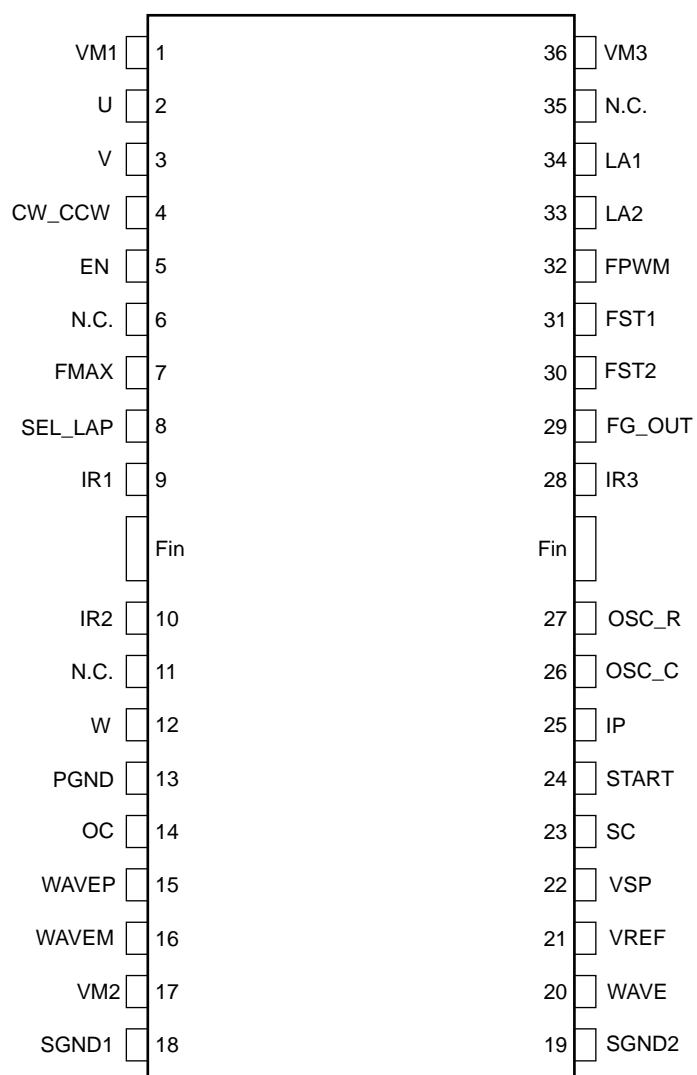 VM1 1 36 VM3
U 2 35 N.C.
V 3 34 LA1
CW_CCW 4 33 LA2
EN 5 32 FPWM
N.C. 6 31 FST1
FMAX 7 30 FST2
SEL_LAP 8 29 FG_OUT
IR1 9 28 IR3
Fin Fin
IR2 10 27 OSC_R
N.C. 11 26 OSC_C
W 12 25 IP
PGND 13 24 START
OC 14 23 SC
WAVEP 15 22 VSP
WAVEM 16 21 VREF
VM2 17 20 WAVE
SGND1 18 19 SGND2